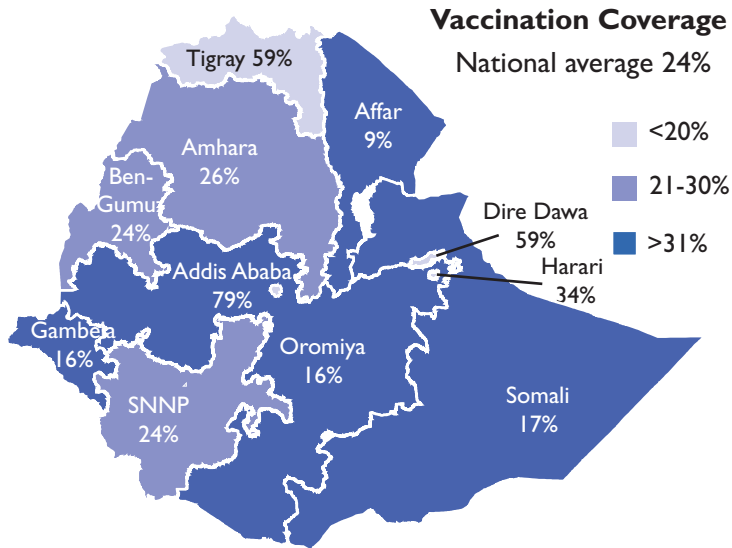 Vaccination Coverage
National average 24%
<20%
21-30%
>31%
Tigray 59%
Affar
9%
Amhara
26%
Ben-
Gumuz
24%
Dire Dawa
59%
Harari
34%
Addis Ababa
79%
Gambela
16%
Oromiya
16%
Somali
17%
SNNP
24%